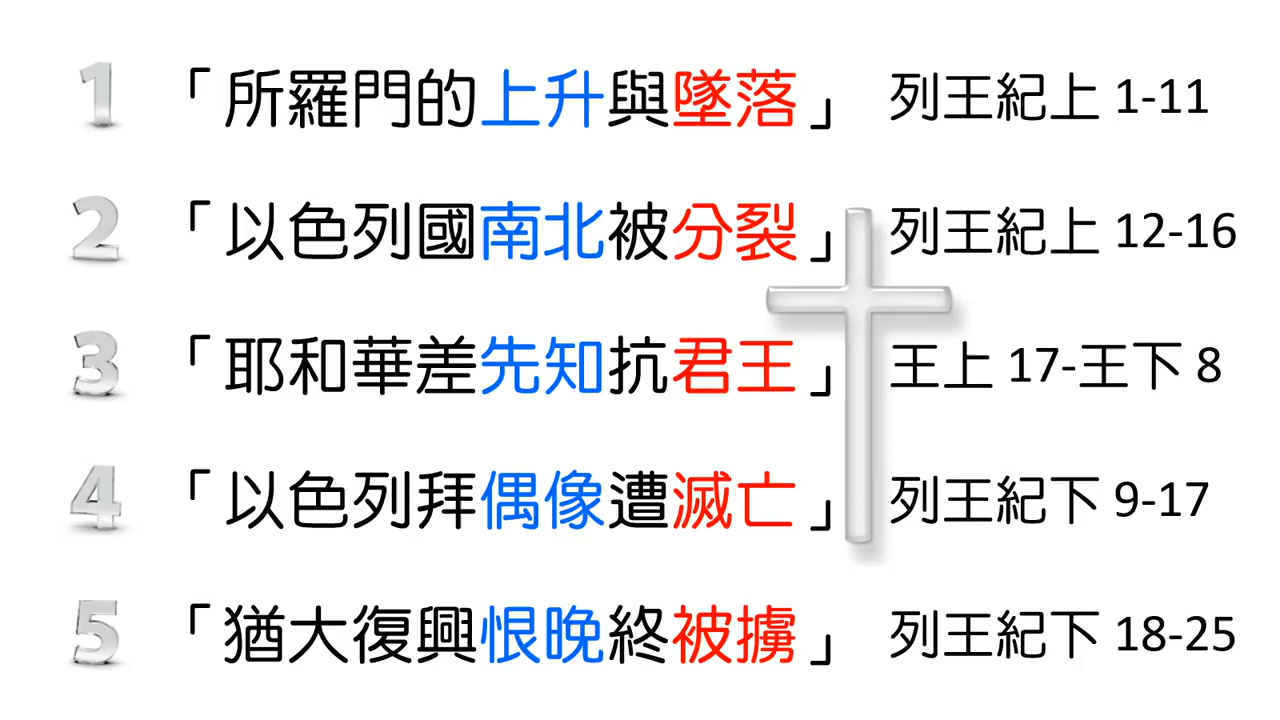 1 「所羅門的上升與墜落」 列王紀上 1-11
2 「以色列國南北被分裂」 列王紀上 12-16
3 「耶和華差先知抗君王」 王上 17-王下 8
4 「以色列拜偶像遭滅亡」 列王紀下 9-17
5 「猶大復興恨晚終被擄」 列王紀下 18-25